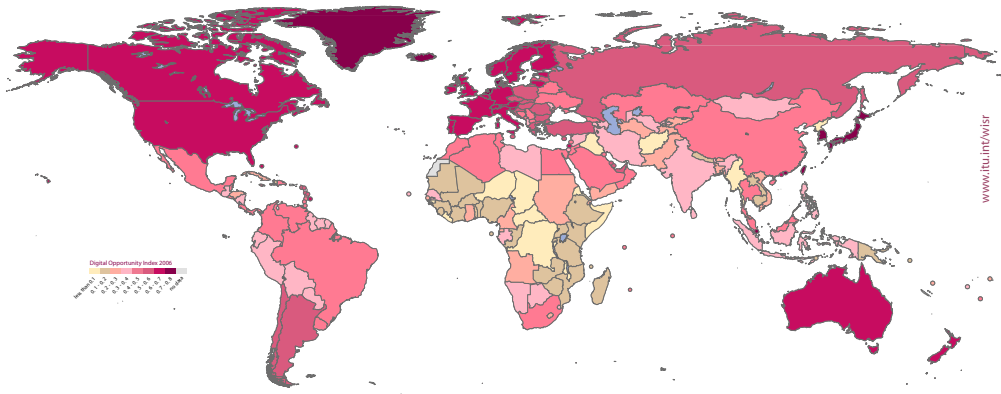 Digital Opportunity Index 2006
less than 0.1
0.1 - 0.2
0.2 - 0.3
0.3 - 0.4
0.4 - 0.5
0.5 - 0.6
0.6 - 0.7
0.7 - 0.8
no data
www.itu.int/wisr